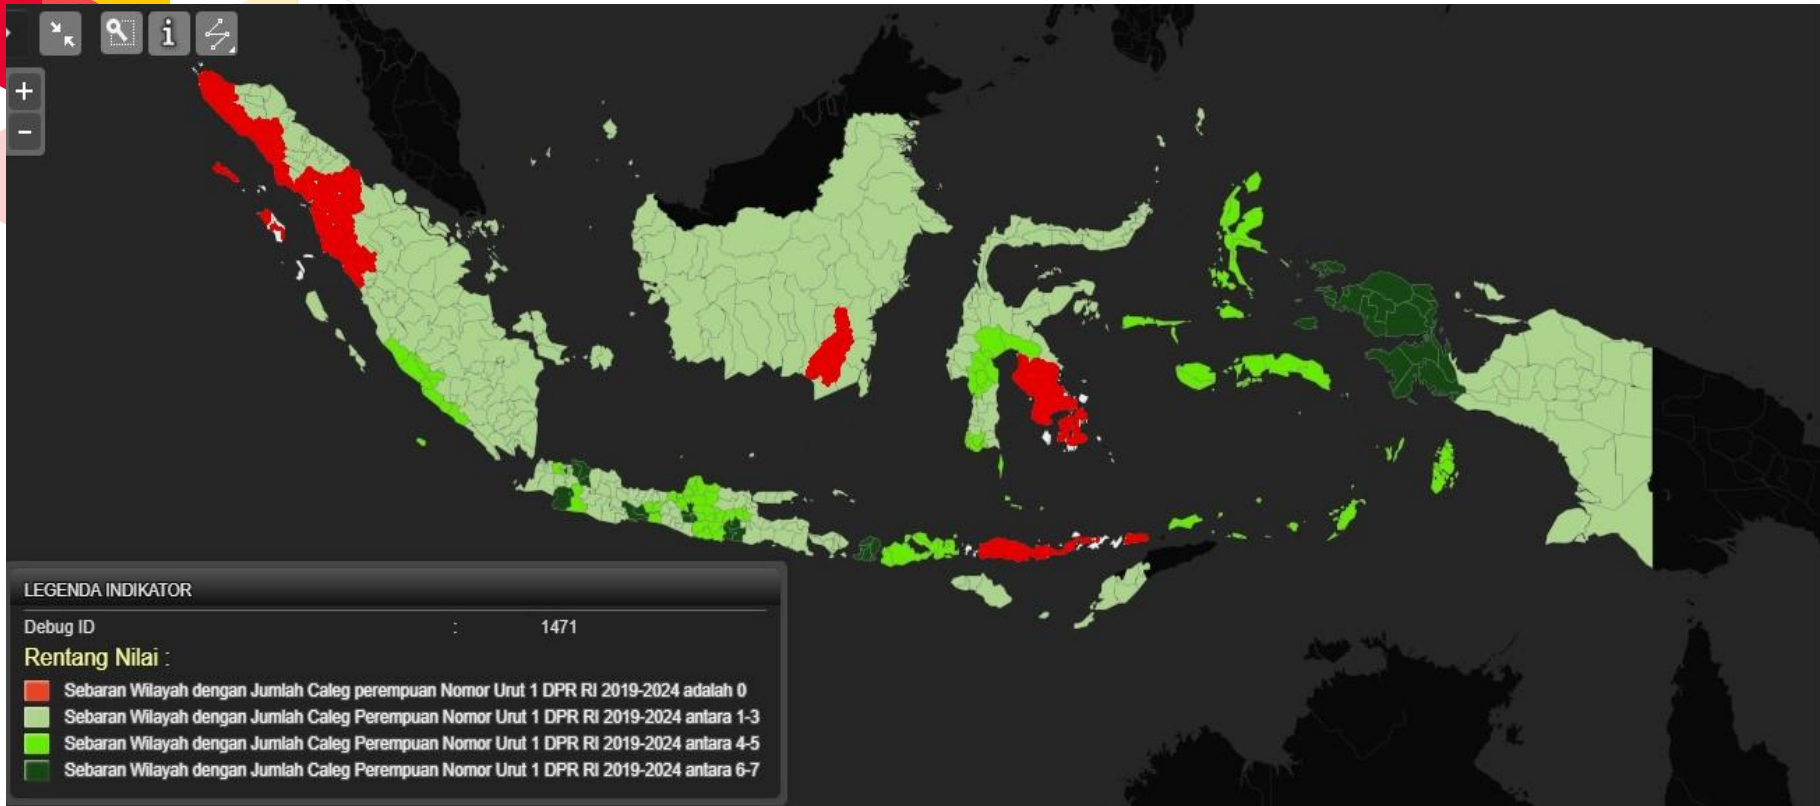 i
+
−
LEGENDA INDIKATOR
Debug ID : 1471
Rentang Nilai :
Sebaran Wilayah dengan Jumlah Caleg perempuan Nomor Urut 1 DPR RI 2019-2024 adalah 0
Sebaran Wilayah dengan Jumlah Caleg Perempuan Nomor Urut 1 DPR RI 2019-2024 antara 1-3
Sebaran Wilayah dengan Jumlah Caleg Perempuan Nomor Urut 1 DPR RI 2019-2024 antara 4-5
Sebaran Wilayah dengan Jumlah Caleg Perempuan Nomor Urut 1 DPR RI 2019-2024 antara 6-7